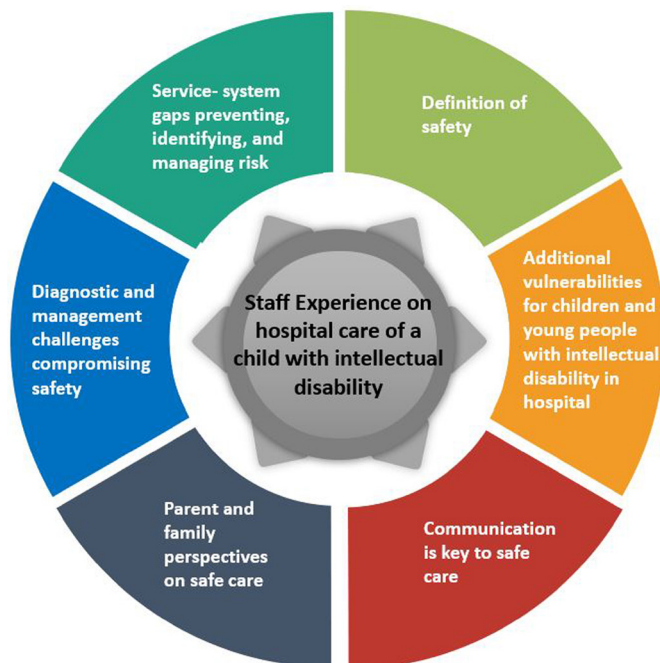 Service- system
gaps preventing,
identifying, and
managing risk
Definition of
safety
Additional
vulnerabilities
for children and
young people
with intellectual
disability in
hospital
Communication
is key to safe
care
Parent and
family
perspectives
on safe care
Diagnostic and
management
challenges
compromising
safety
Staff Experience on
hospital care of a
child with intellectual
disability